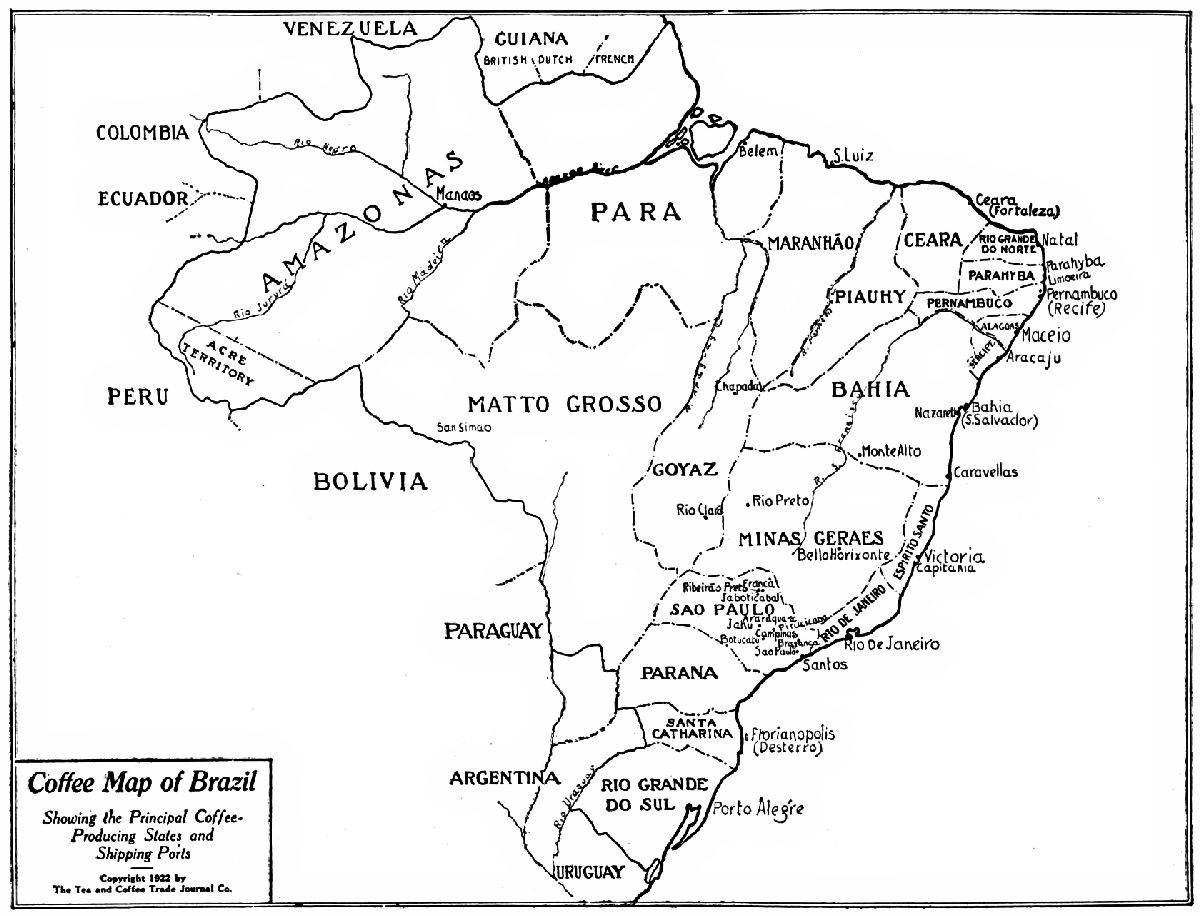 VENEZUELA
GUIANA
BRITISH DUTCH FRENCH
COLOMBIA
Rio Negro
ECUADOR
AMAZONAS
Manaos
Belem
S. Luiz
PARA
Ceara
(Fortaleza)
MARANHÃO
CEARA
RIO GRANDE
DO NORTE
Natal
Rio Madeira
Rio Jurura
Parahyba
PARAHYBA
Limoeira
PIAUHY
PERNAMBUCO
Pernambuco
(Recife)
ALAGOAS
Maceio
ACRE
TERRITORY
SERGIPE
Aracaju
PERU
Chapada
BAHIA
MATTO GROSSO
San Simao
Nazareth
Bahia
(S. Salvador)
BOLIVIA
GOYAZ
Monte Alto
Caravellas
Rio Claro
Rio Preto
MINAS GERAES
Bello Horizonte
ESPIRITO SANTO
Victoria
Capitania
Ribeirão Preto
Franca
Jaboticabal
SAO PAULO
Araraquara
Jahu
Piracicaba
Botucatu
Campinas
Bragança
Sao Paulo
RIO DE JANEIRO
Rio De Janeiro
Santos
PARAGUAY
PARANA
SANTA
CATHARINA
Florianopolis
(Desterro)
ARGENTINA
Rio Uruguay
RIO GRANDE
DO SUL
Porto Alegre
URUGUAY
Coffee Map of Brazil
Showing the Principal Coffee-
Producing States and
Shipping Ports
Copyright 1922 by
The Tea and Coffee Trade Journal Co.